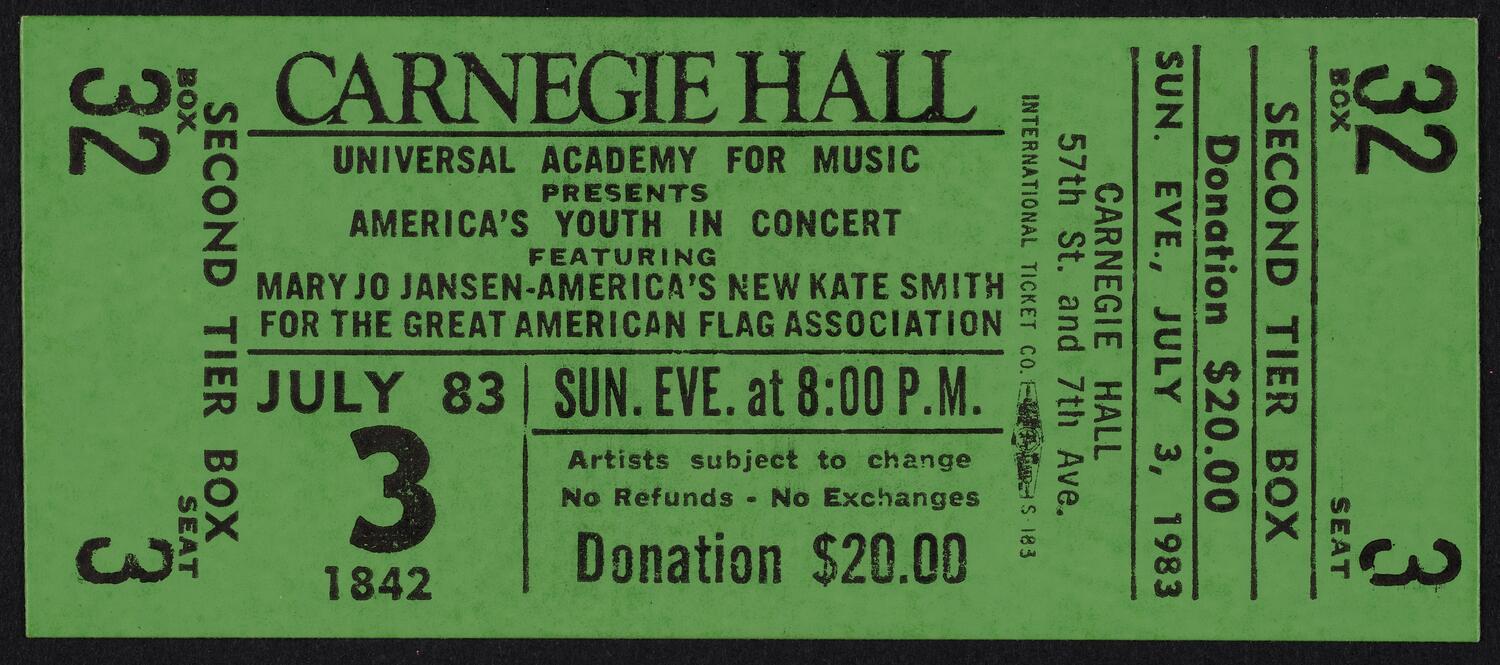 BOX 32
SECOND TIER BOX
SEAT 3
CARNEGIE HALL
UNIVERSAL ACADEMY FOR MUSIC
PRESENTS
AMERICA'S YOUTH IN CONCERT
FEATURING
MARY JO JANSEN-AMERICA'S NEW KATE SMITH
FOR THE GREAT AMERICAN FLAG ASSOCIATION
JULY 83
3
1842
SUN. EVE. at 8:00 P.M.
Artists subject to change
No Refunds - No Exchanges
Donation $20.00
INTERNATIONAL TICKET CO. S 183
57th St. and 7th Ave.
CARNEGIE HALL
SUN. EVE., JULY 3, 1983
Donation $20.00
SECOND TIER BOX
BOX 32
SEAT 3